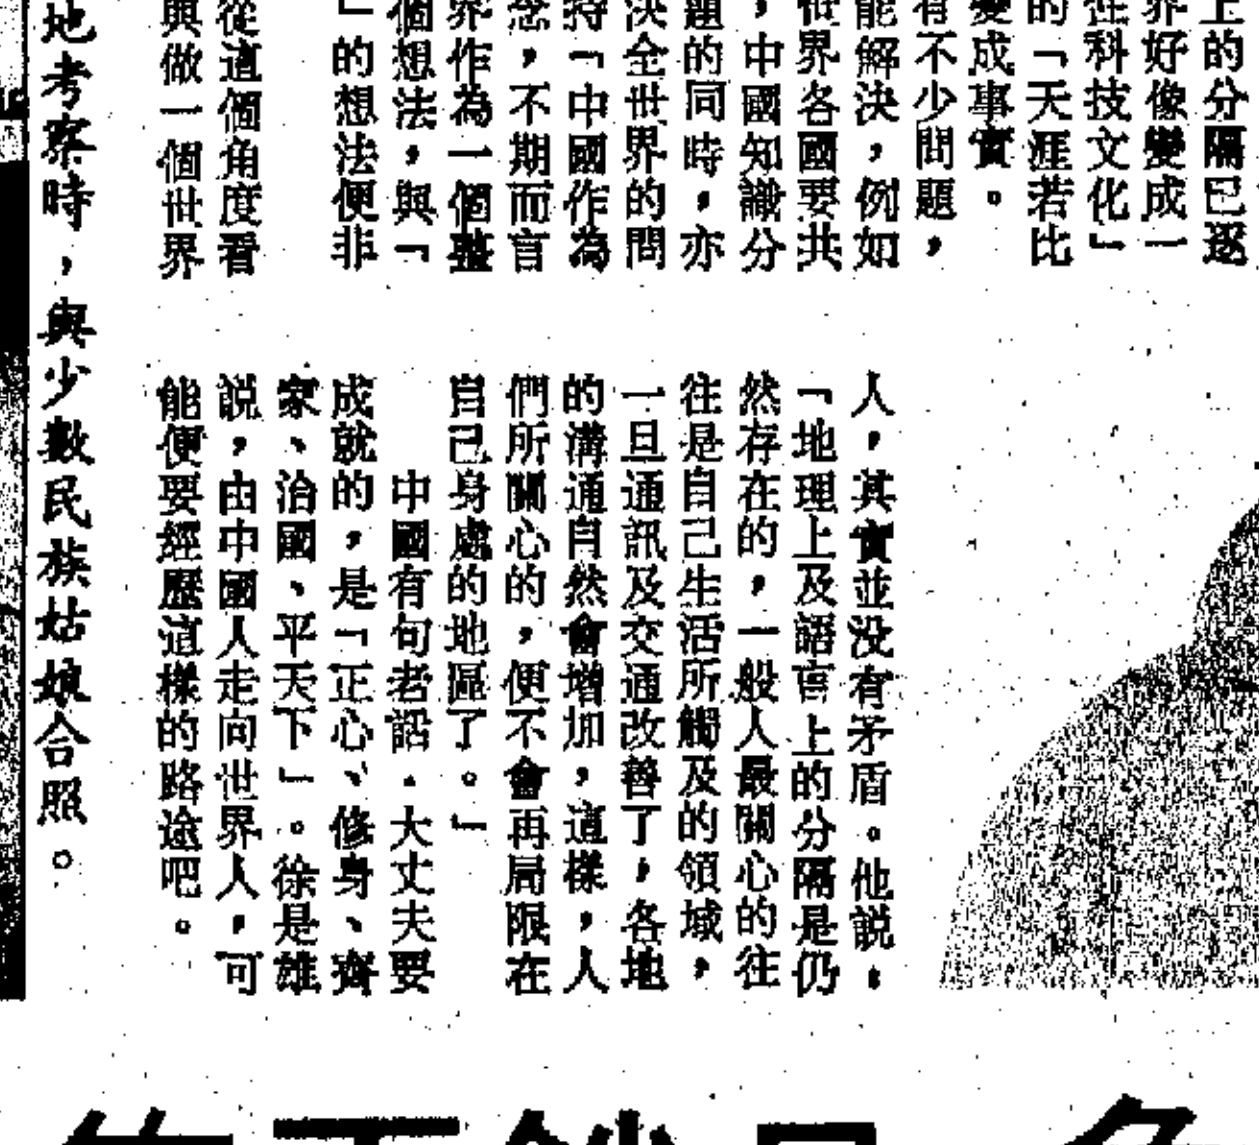 上的分隔已逐
界好像變成一
科技文化」
的「天涯若比
變成事實。
有不少問題，
能解決，例如
世界各國要共
，中國知識分
題的同時，亦
決全世界的問
持「中國作為
念，不期而言
界作為一個整
個想法，與「
」的想法便非
從這個角度看
與做一個世界
人，其實並没有矛盾。他説，
「地理上及語言上的分隔是仍
然存在的，一般人最關心的往
往是自己生活所觸及的領域，
一旦通訊及交通改善了，各地
的溝通自然會增加，這樣，人
們所關心的，便不會再局限在
自己身處的地區了。」
中國有句老話．大丈夫要
成就的，是「正心、修身、齊
家、治國、平天下」。徐是雄
説，由中國人走向世界人，可
能便要經歷這樣的路途吧。
地考察時，與少數民族姑娘合照。